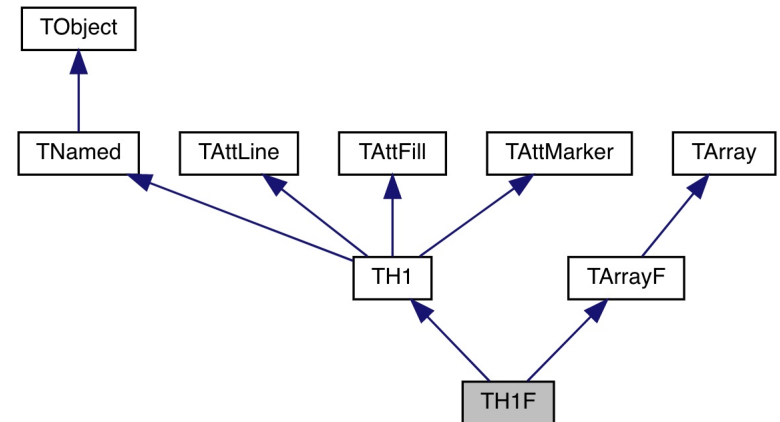 TObject
TNamed
TAttLine
TAttFill
TAttMarker
TArray
TH1
TArrayF
TH1F